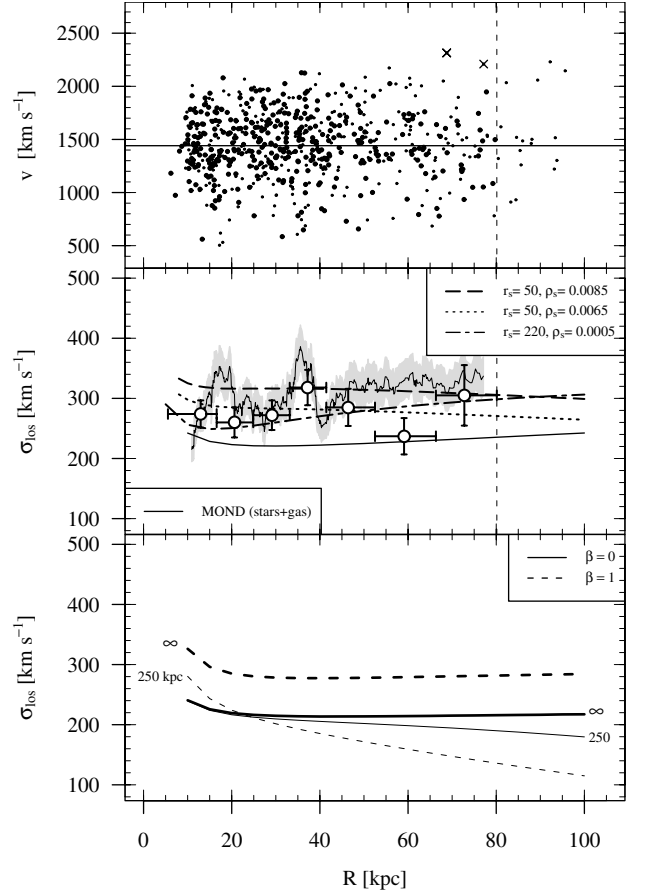 2500
2000
1500
1000
500
v [km s⁻¹]
500
400
300
200
100
σlos [km s⁻¹]
rs= 50, ρs= 0.0085
rs= 50, ρs= 0.0065
rs= 220, ρs= 0.0005
MOND (stars+gas)
500
400
300
200
100
σlos [km s⁻¹]
β = 0
β = 1
∞
250 kpc
∞
250
0 20 40 60 80 100
R [kpc]